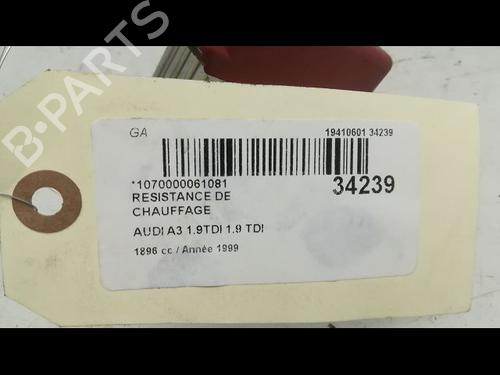 B-PARTS
GA
19410601 34239
*1070000061081
34239
RESISTANCE DE
CHAUFFAGE
AUDI A3 1.9TDI 1.9 TDI
1896 cc / Année 1999